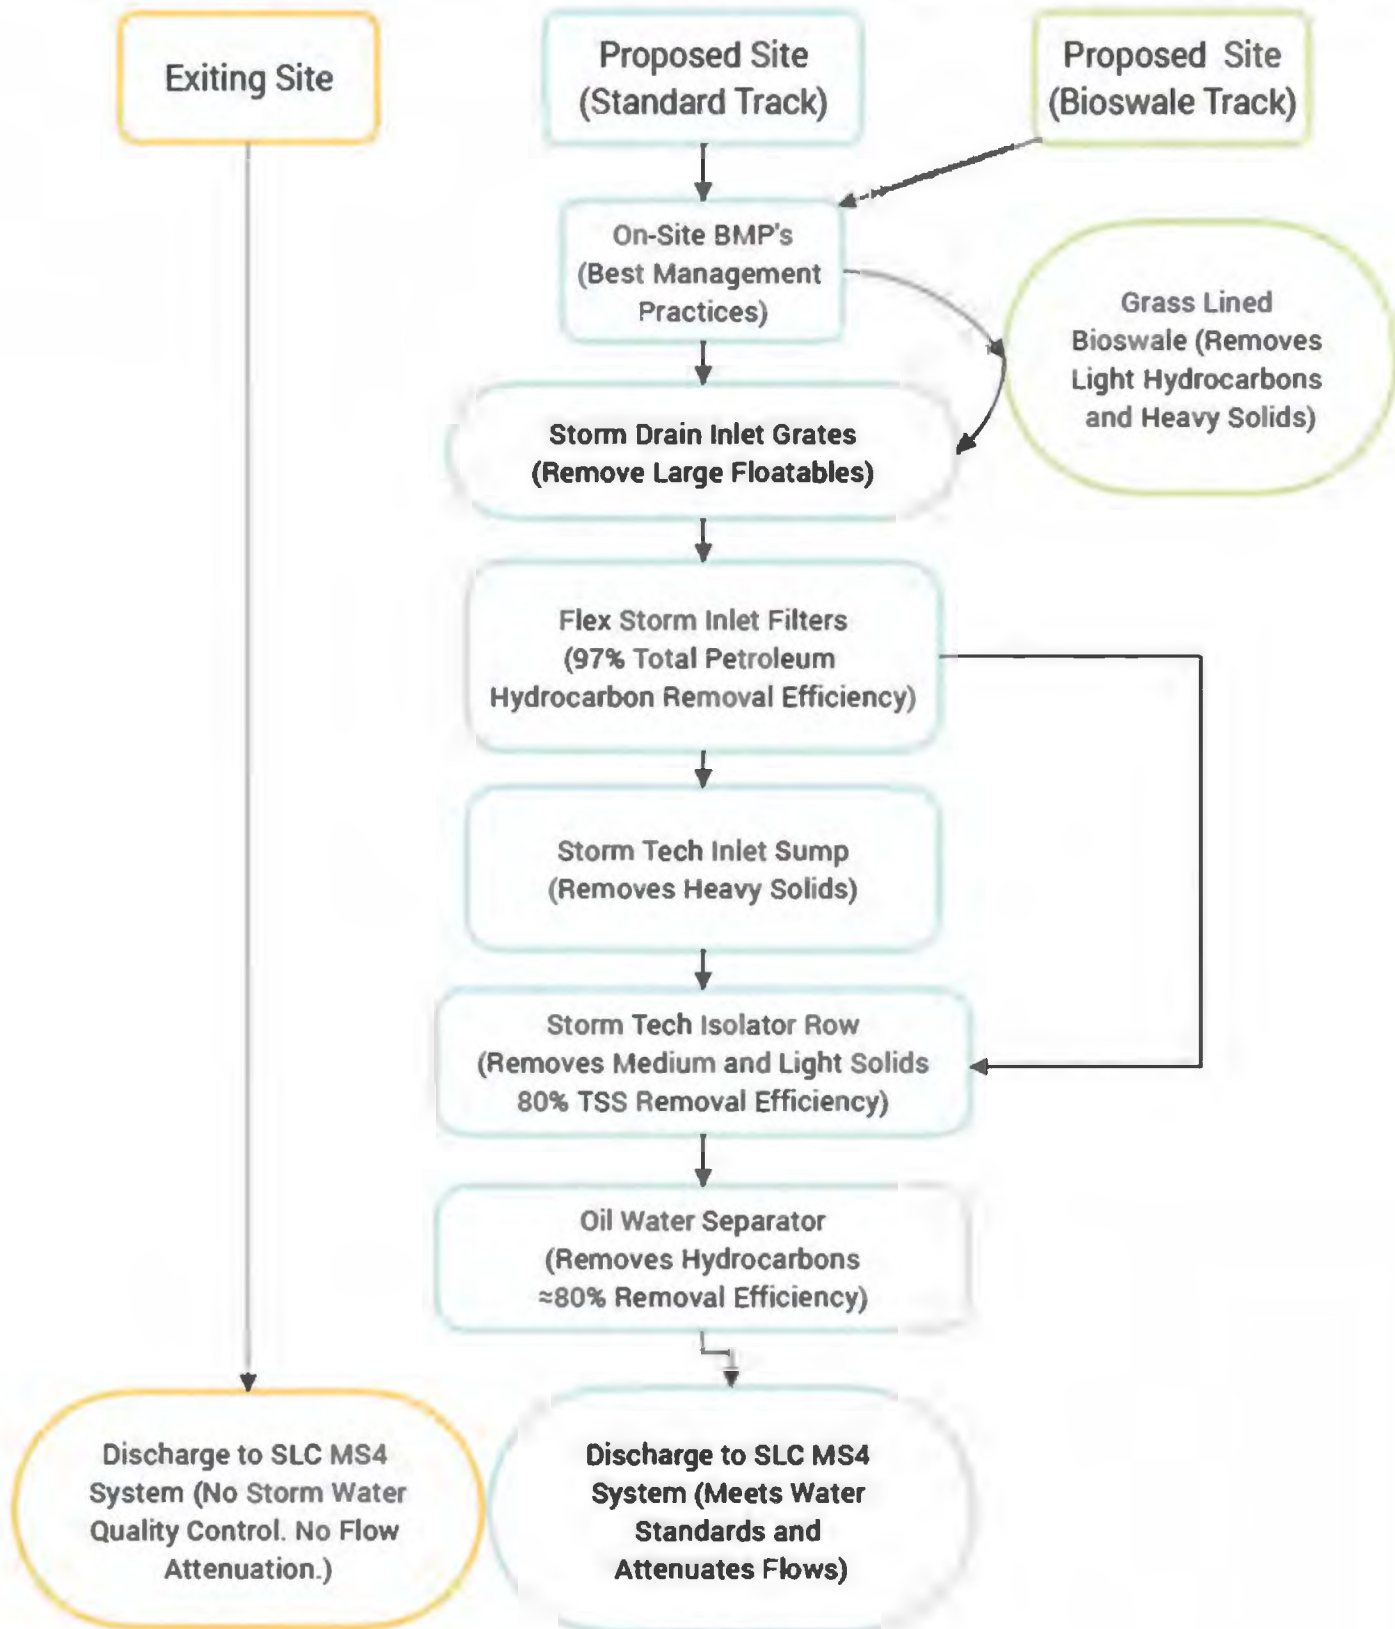 Exiting Site
Proposed Site
(Standard Track)
Proposed Site
(Bioswale Track)
On-Site BMP's
(Best Management
Practices)
Grass Lined
Bioswale (Removes
Light Hydrocarbons
and Heavy Solids)
Storm Drain Inlet Grates
(Remove Large Floatables)
Flex Storm Inlet Filters
(97% Total Petroleum
Hydrocarbon Removal Efficiency)
Storm Tech Inlet Sump
(Removes Heavy Solids)
Storm Tech Isolator Row
(Removes Medium and Light Solids
80% TSS Removal Efficiency)
Oil Water Separator
(Removes Hydrocarbons
≈80% Removal Efficiency)
Discharge to SLC MS4
System (No Storm Water
Quality Control. No Flow
Attenuation.)
Discharge to SLC MS4
System (Meets Water
Standards and
Attenuates Flows)